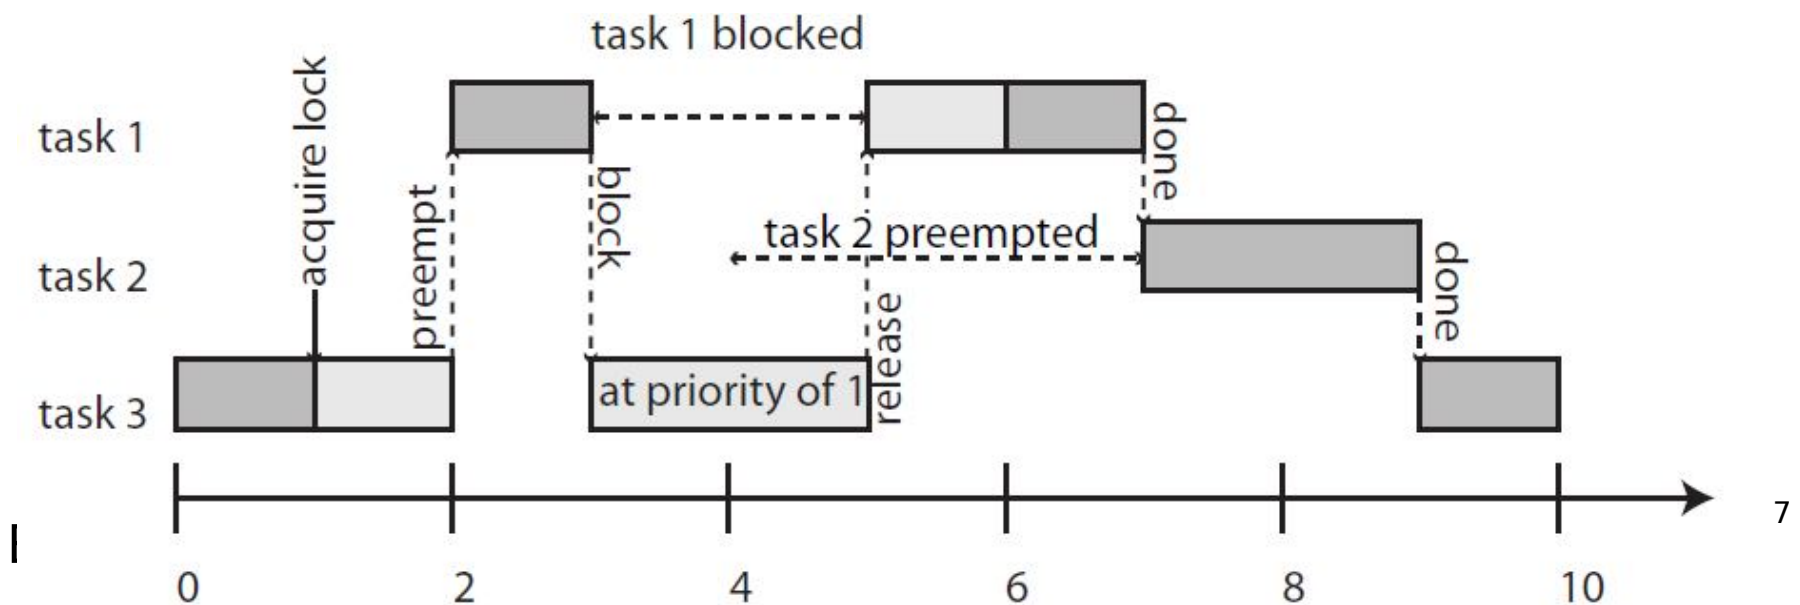 task 1 blocked
task 1
acquire lock
preempt
block
done
task 2 preempted
task 2
done
task 3
at priority of 1
release
7
0
2
4
6
8
10